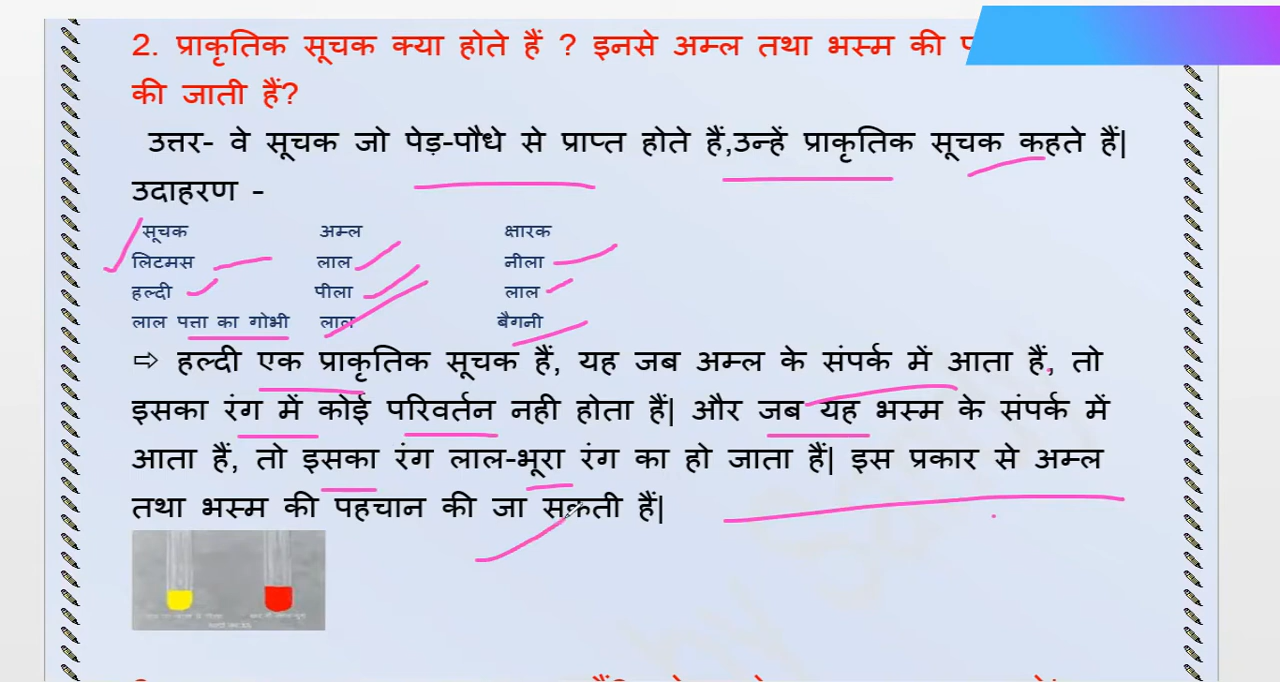 2. प्राकृतिक सूचक क्या होते हैं ? इनसे अम्ल तथा भस्म की
की जाती हैं?
उत्तर- वे सूचक जो पेड़-पौधे से प्राप्त होते हैं,उन्हें प्राकृतिक सूचक कहते हैं|
उदाहरण –
सूचक अम्ल क्षारक
लिटमस लाल नीला
हल्दी पीला लाल
लाल पत्ता का गोभी लाल बैगनी
⇨ हल्दी एक प्राकृतिक सूचक हैं, यह जब अम्ल के संपर्क में आता हैं, तो
इसका रंग में कोई परिवर्तन नही होता हैं| और जब यह भस्म के संपर्क में
आता हैं, तो इसका रंग लाल-भूरा रंग का हो जाता हैं| इस प्रकार से अम्ल
तथा भस्म की पहचान की जा सकती हैं|